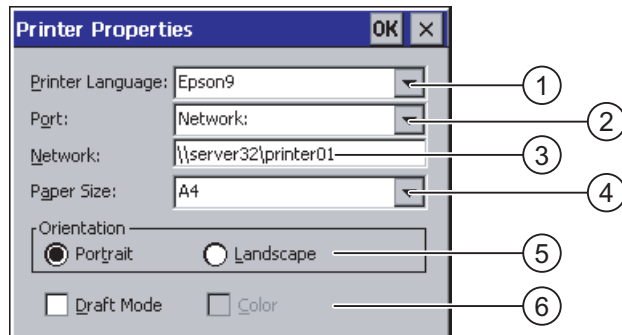 Printer Properties OK ×
Printer Language: Epson9 1
Port: Network: 2
Network: \\server32\printer01 3
Paper Size: A4 4
Orientation
Portrait Landscape 5
Draft Mode Color 6